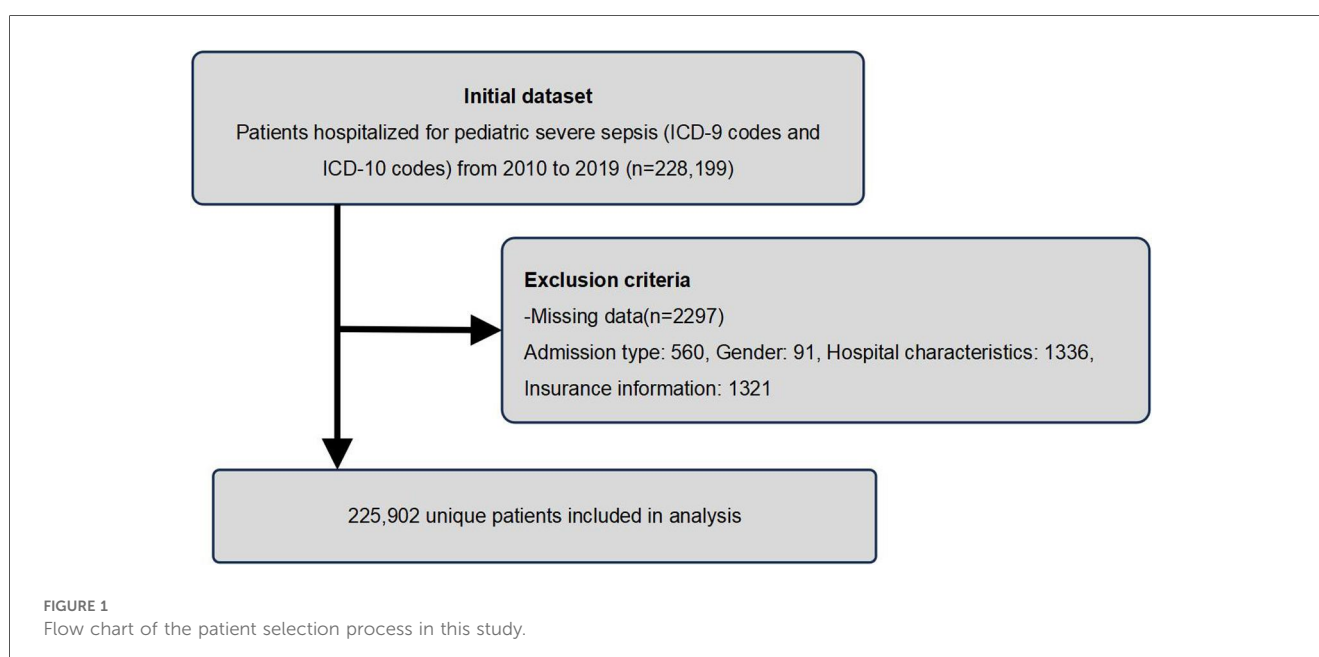 Initial dataset
Patients hospitalized for pediatric severe sepsis (ICD-9 codes and
ICD-10 codes) from 2010 to 2019 (n=228,199)
Exclusion criteria
-Missing data(n=2297)
Admission type: 560, Gender: 91, Hospital characteristics: 1336,
Insurance information: 1321
225,902 unique patients included in analysis
FIGURE 1
Flow chart of the patient selection process in this study.